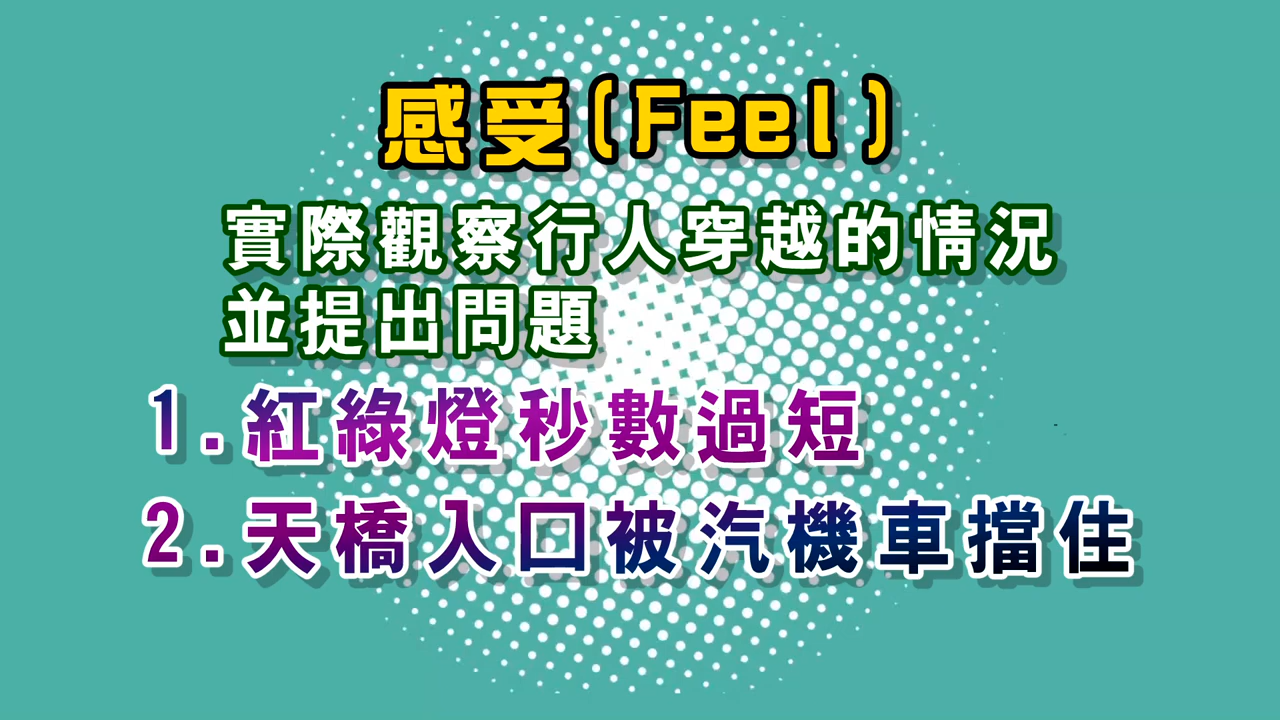 感受(Feel)
實際觀察行人穿越的情況
並提出問題
1.紅綠燈秒數過短
2.天橋入口被汽機車擋住